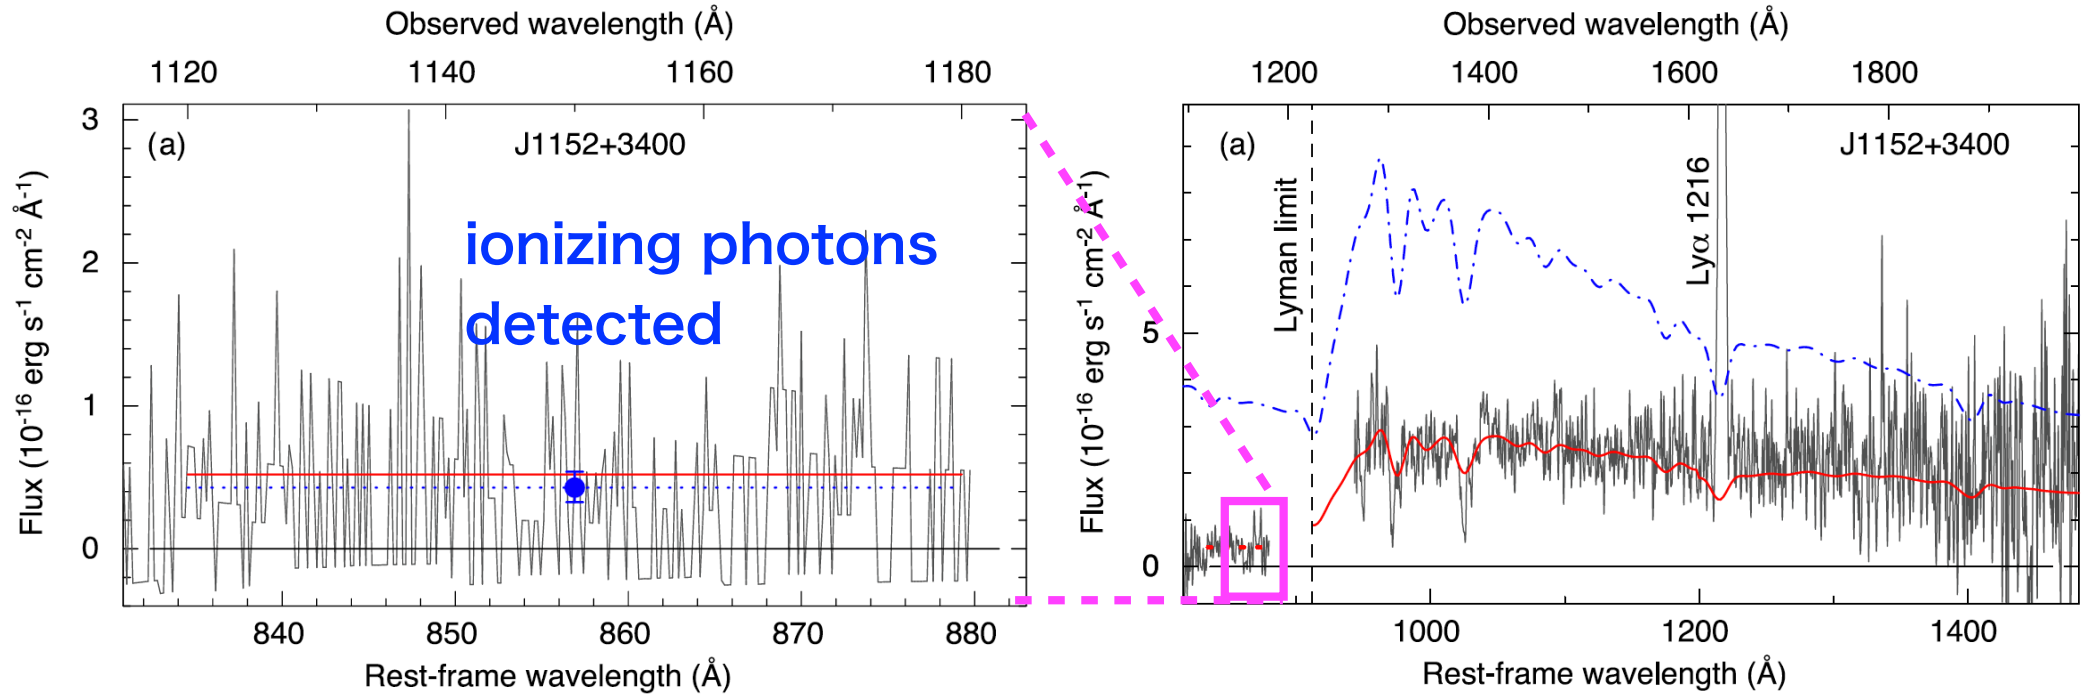 Observed wavelength (Å)
1120 1140 1160 1180
3
2
1
0
Flux (10-16 erg s-1 cm-2 Å-1)
(a)
J1152+3400
ionizing photons
detected
840 850 860 870 880
Rest-frame wavelength (Å)
Observed wavelength (Å)
1200 1400 1600 1800
5
0
Flux (10-16 erg s-1 cm-2 Å-1)
(a)
J1152+3400
Lyman limit
Lyα 1216
1000 1200 1400
Rest-frame wavelength (Å)